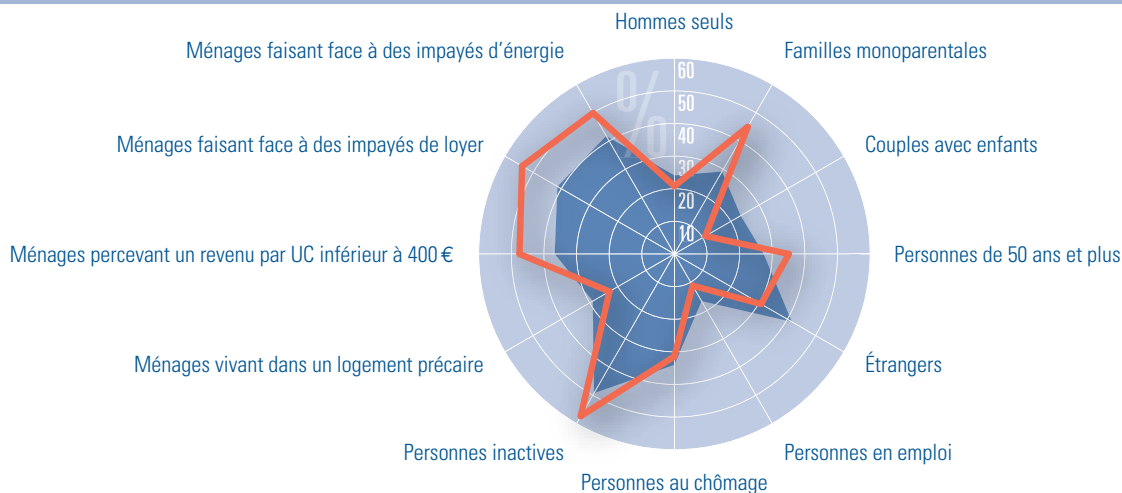 Hommes seuls
Ménages faisant face à des impayés d'énergie
Familles monoparentales
%
60
50
40
30
20
10
Ménages faisant face à des impayés de loyer
Couples avec enfants
Ménages percevant un revenu par UC inférieur à 400 €
Personnes de 50 ans et plus
Ménages vivant dans un logement précaire
Étrangers
Personnes inactives
Personnes en emploi
Personnes au chômage